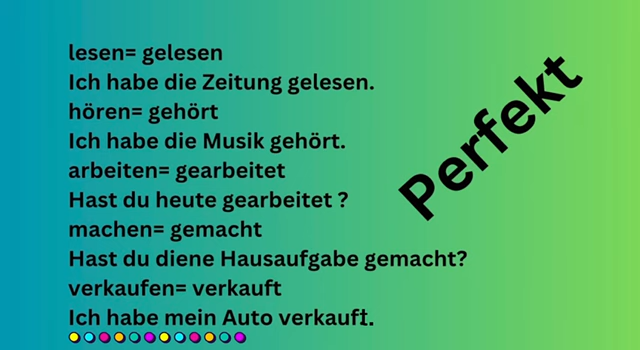 lesen= gelesen
Ich habe die Zeitung gelesen.
hören= gehört
Ich habe die Musik gehört.
arbeiten= gearbeitet
Hast du heute gearbeitet ?
machen= gemacht
Hast du diene Hausaufgabe gemacht?
verkaufen= verkauft
Ich habe mein Auto verkauft.
Perfekt